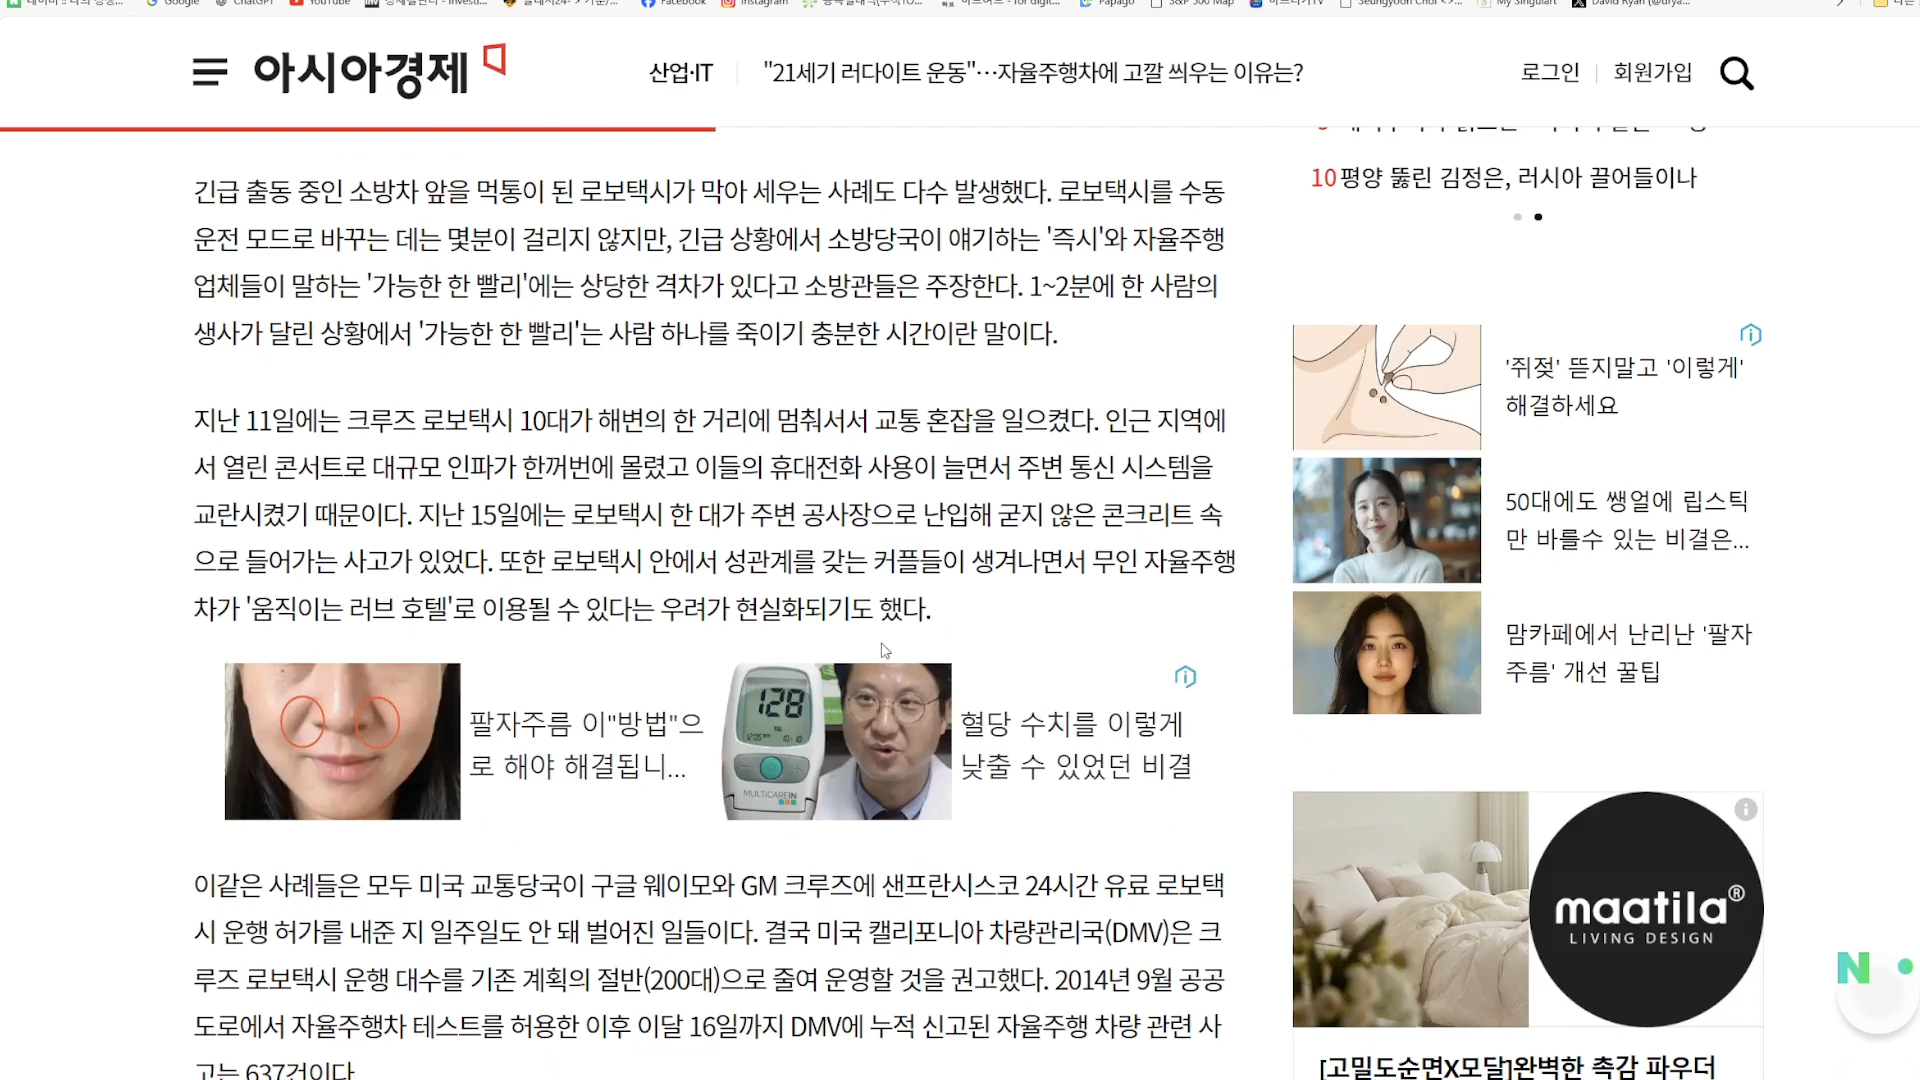 Google
ChatGPT
YouTube
Facebook
Instagram
Papago
S&P 500 Map
My Singulart
아시아경제
산업·IT
"21세기 러다이트 운동"…자율주행차에 고깔 씌우는 이유는?
로그인
회원가입
긴급 출동 중인 소방차 앞을 먹통이 된 로보택시가 막아 세우는 사례도 다수 발생했다. 로보택시를 수동
운전 모드로 바꾸는 데는 몇분이 걸리지 않지만, 긴급 상황에서 소방당국이 얘기하는 '즉시'와 자율주행
업체들이 말하는 '가능한 한 빨리'에는 상당한 격차가 있다고 소방관들은 주장한다. 1~2분에 한 사람의
생사가 달린 상황에서 '가능한 한 빨리'는 사람 하나를 죽이기 충분한 시간이란 말이다.
지난 11일에는 크루즈 로보택시 10대가 해변의 한 거리에 멈춰서서 교통 혼잡을 일으켰다. 인근 지역에
서 열린 콘서트로 대규모 인파가 한꺼번에 몰렸고 이들의 휴대전화 사용이 늘면서 주변 통신 시스템을
교란시켰기 때문이다. 지난 15일에는 로보택시 한 대가 주변 공사장으로 난입해 굳지 않은 콘크리트 속
으로 들어가는 사고가 있었다. 또한 로보택시 안에서 성관계를 갖는 커플들이 생겨나면서 무인 자율주행
차가 '움직이는 러브 호텔'로 이용될 수 있다는 우려가 현실화되기도 했다.
팔자주름 이"방법"으
로 해야 해결됩니...
128
MULTICAREIN
혈당 수치를 이렇게
낮출 수 있었던 비결
이같은 사례들은 모두 미국 교통당국이 구글 웨이모와 GM 크루즈에 샌프란시스코 24시간 유료 로보택
시 운행 허가를 내준 지 일주일도 안 돼 벌어진 일들이다. 결국 미국 캘리포니아 차량관리국(DMV)은 크
루즈 로보택시 운행 대수를 기존 계획의 절반(200대)으로 줄여 운영할 것을 권고했다. 2014년 9월 공공
도로에서 자율주행차 테스트를 허용한 이후 이달 16일까지 DMV에 누적 신고된 자율주행 차량 관련 사
고는 637건이다
10 평양 뚫린 김정은, 러시아 끌어들이나
'쥐젖' 뜯지말고 '이렇게'
해결하세요
50대에도 쌩얼에 립스틱
만 바를수 있는 비결은...
맘카페에서 난리난 '팔자
주름' 개선 꿀팁
maatila®
LIVING DESIGN
[고밀도순면X모달]완벽한 촉감 파우더
N